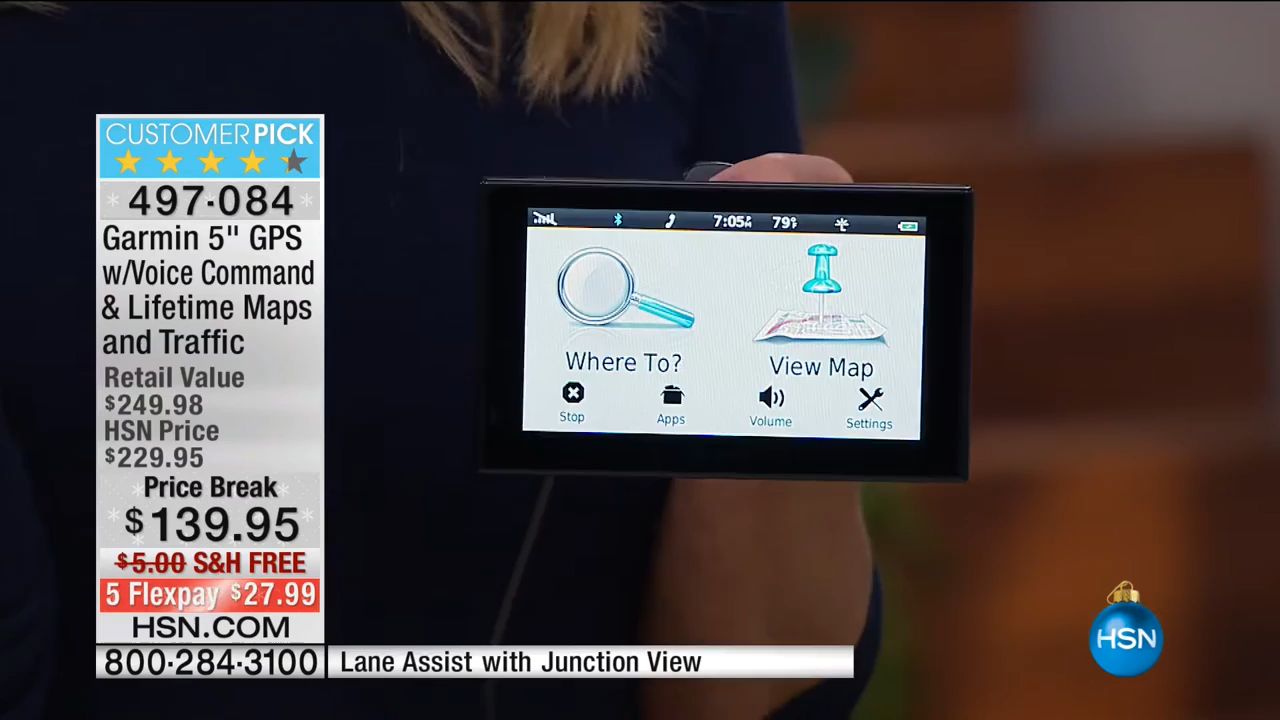 CUSTOMER PICK
497·084
Garmin 5" GPS
w/Voice Command
& Lifetime Maps
and Traffic
Retail Value
$249.98
HSN Price
$229.95
Price Break
$139.95
$5.00 S&H FREE
5 Flexpay $27.99
HSN.COM
800·284·3100
Lane Assist with Junction View
7:05 79°F
Where To?
View Map
Stop
Apps
Volume
Settings
HSN